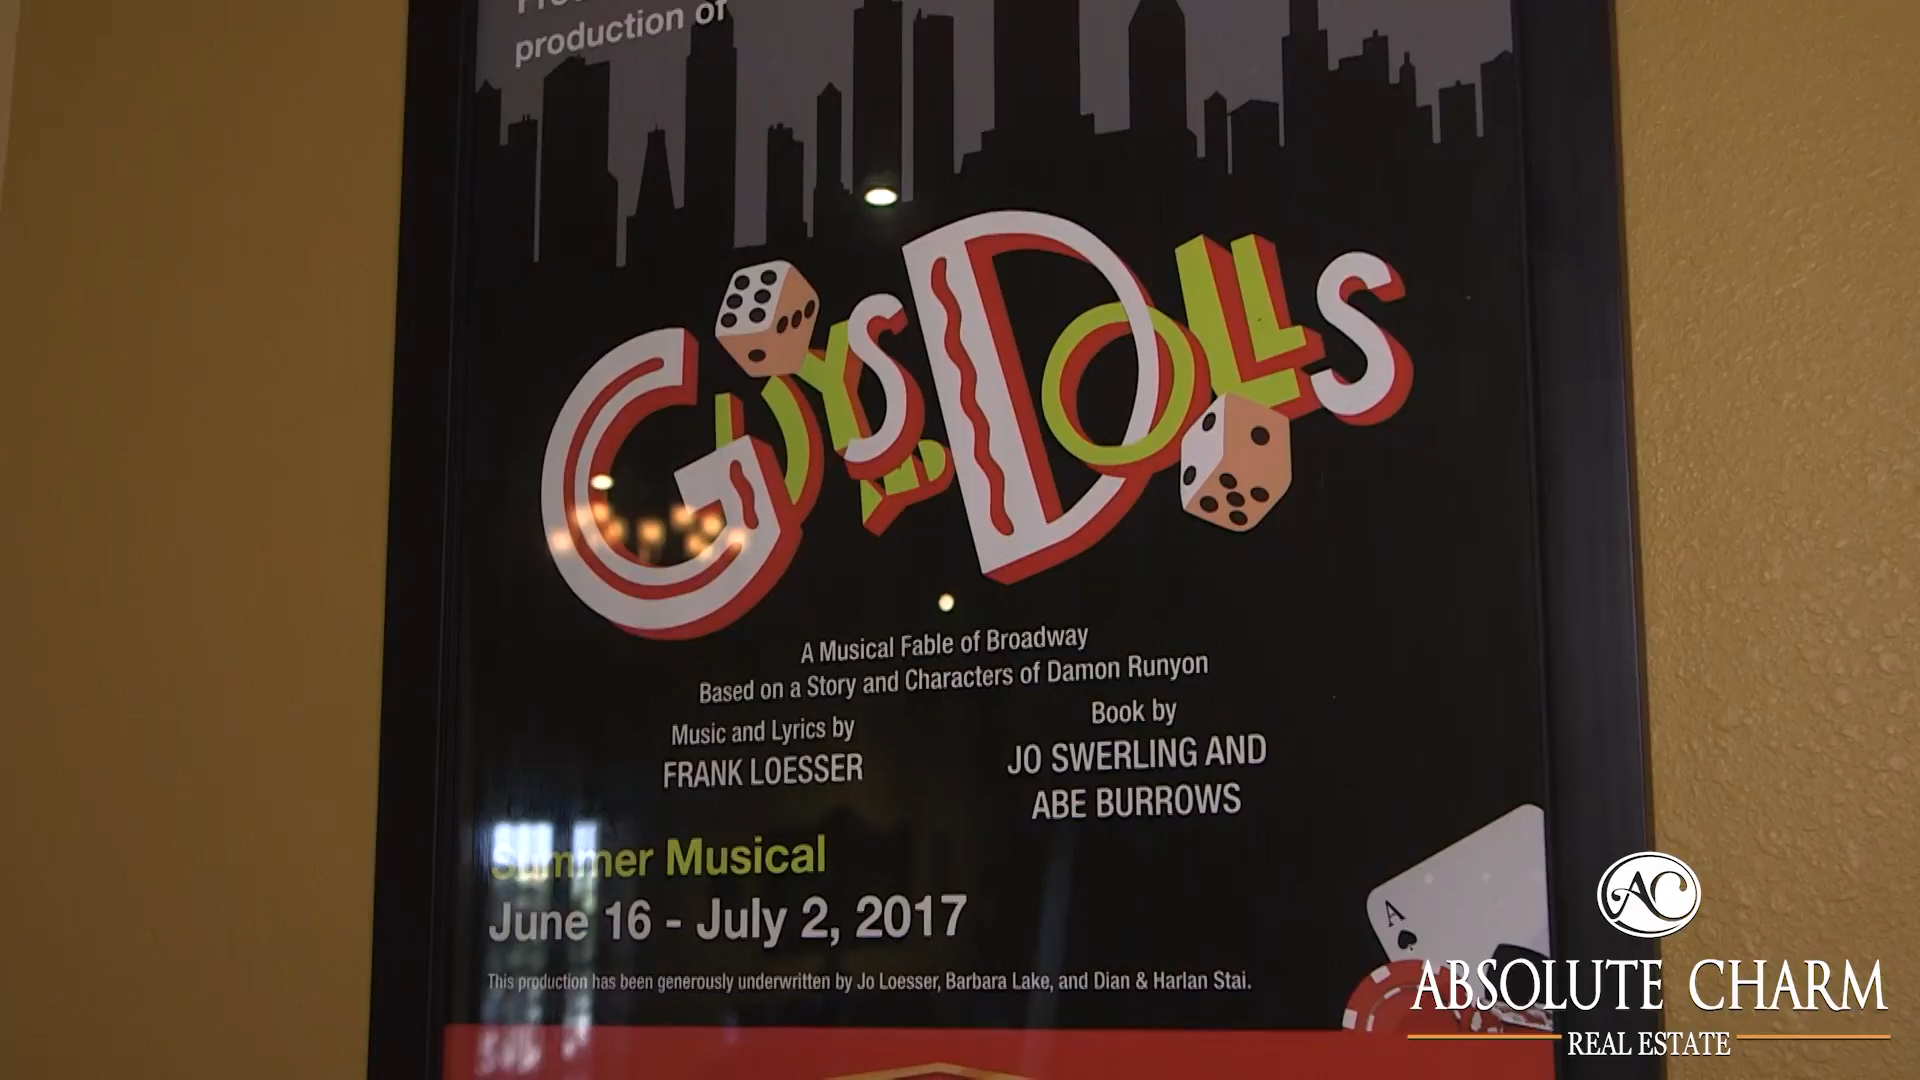 production of
GUYS AND DOLLS
A Musical Fable of Broadway
Based on a Story and Characters of Damon Runyon
Music and Lyrics by
FRANK LOESSER
Book by
JO SWERLING AND
ABE BURROWS
Summer Musical
June 16 - July 2, 2017
This production has been generously underwritten by Jo Loesser, Barbara Lake, and Dian & Harlan Stai.
A
AC
ABSOLUTE CHARM
REAL ESTATE